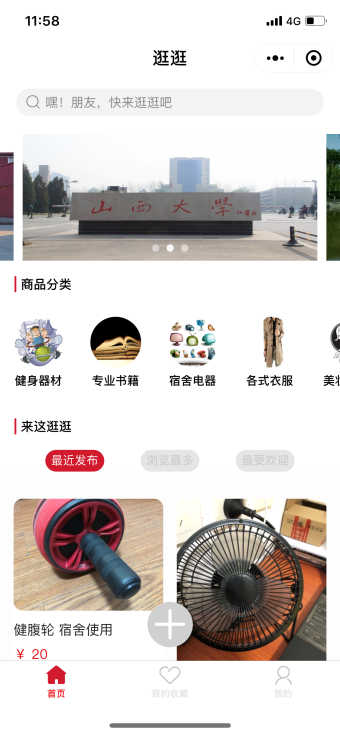 11:58
4G
逛逛
嘿！朋友，快来逛逛吧
山西大学
商品分类
健身器材
专业书籍
宿舍电器
各式衣服
美妆
来这逛逛
最近发布
浏览最多
最受欢迎
健腹轮 宿舍使用
¥ 20
首页
我的收藏
我的